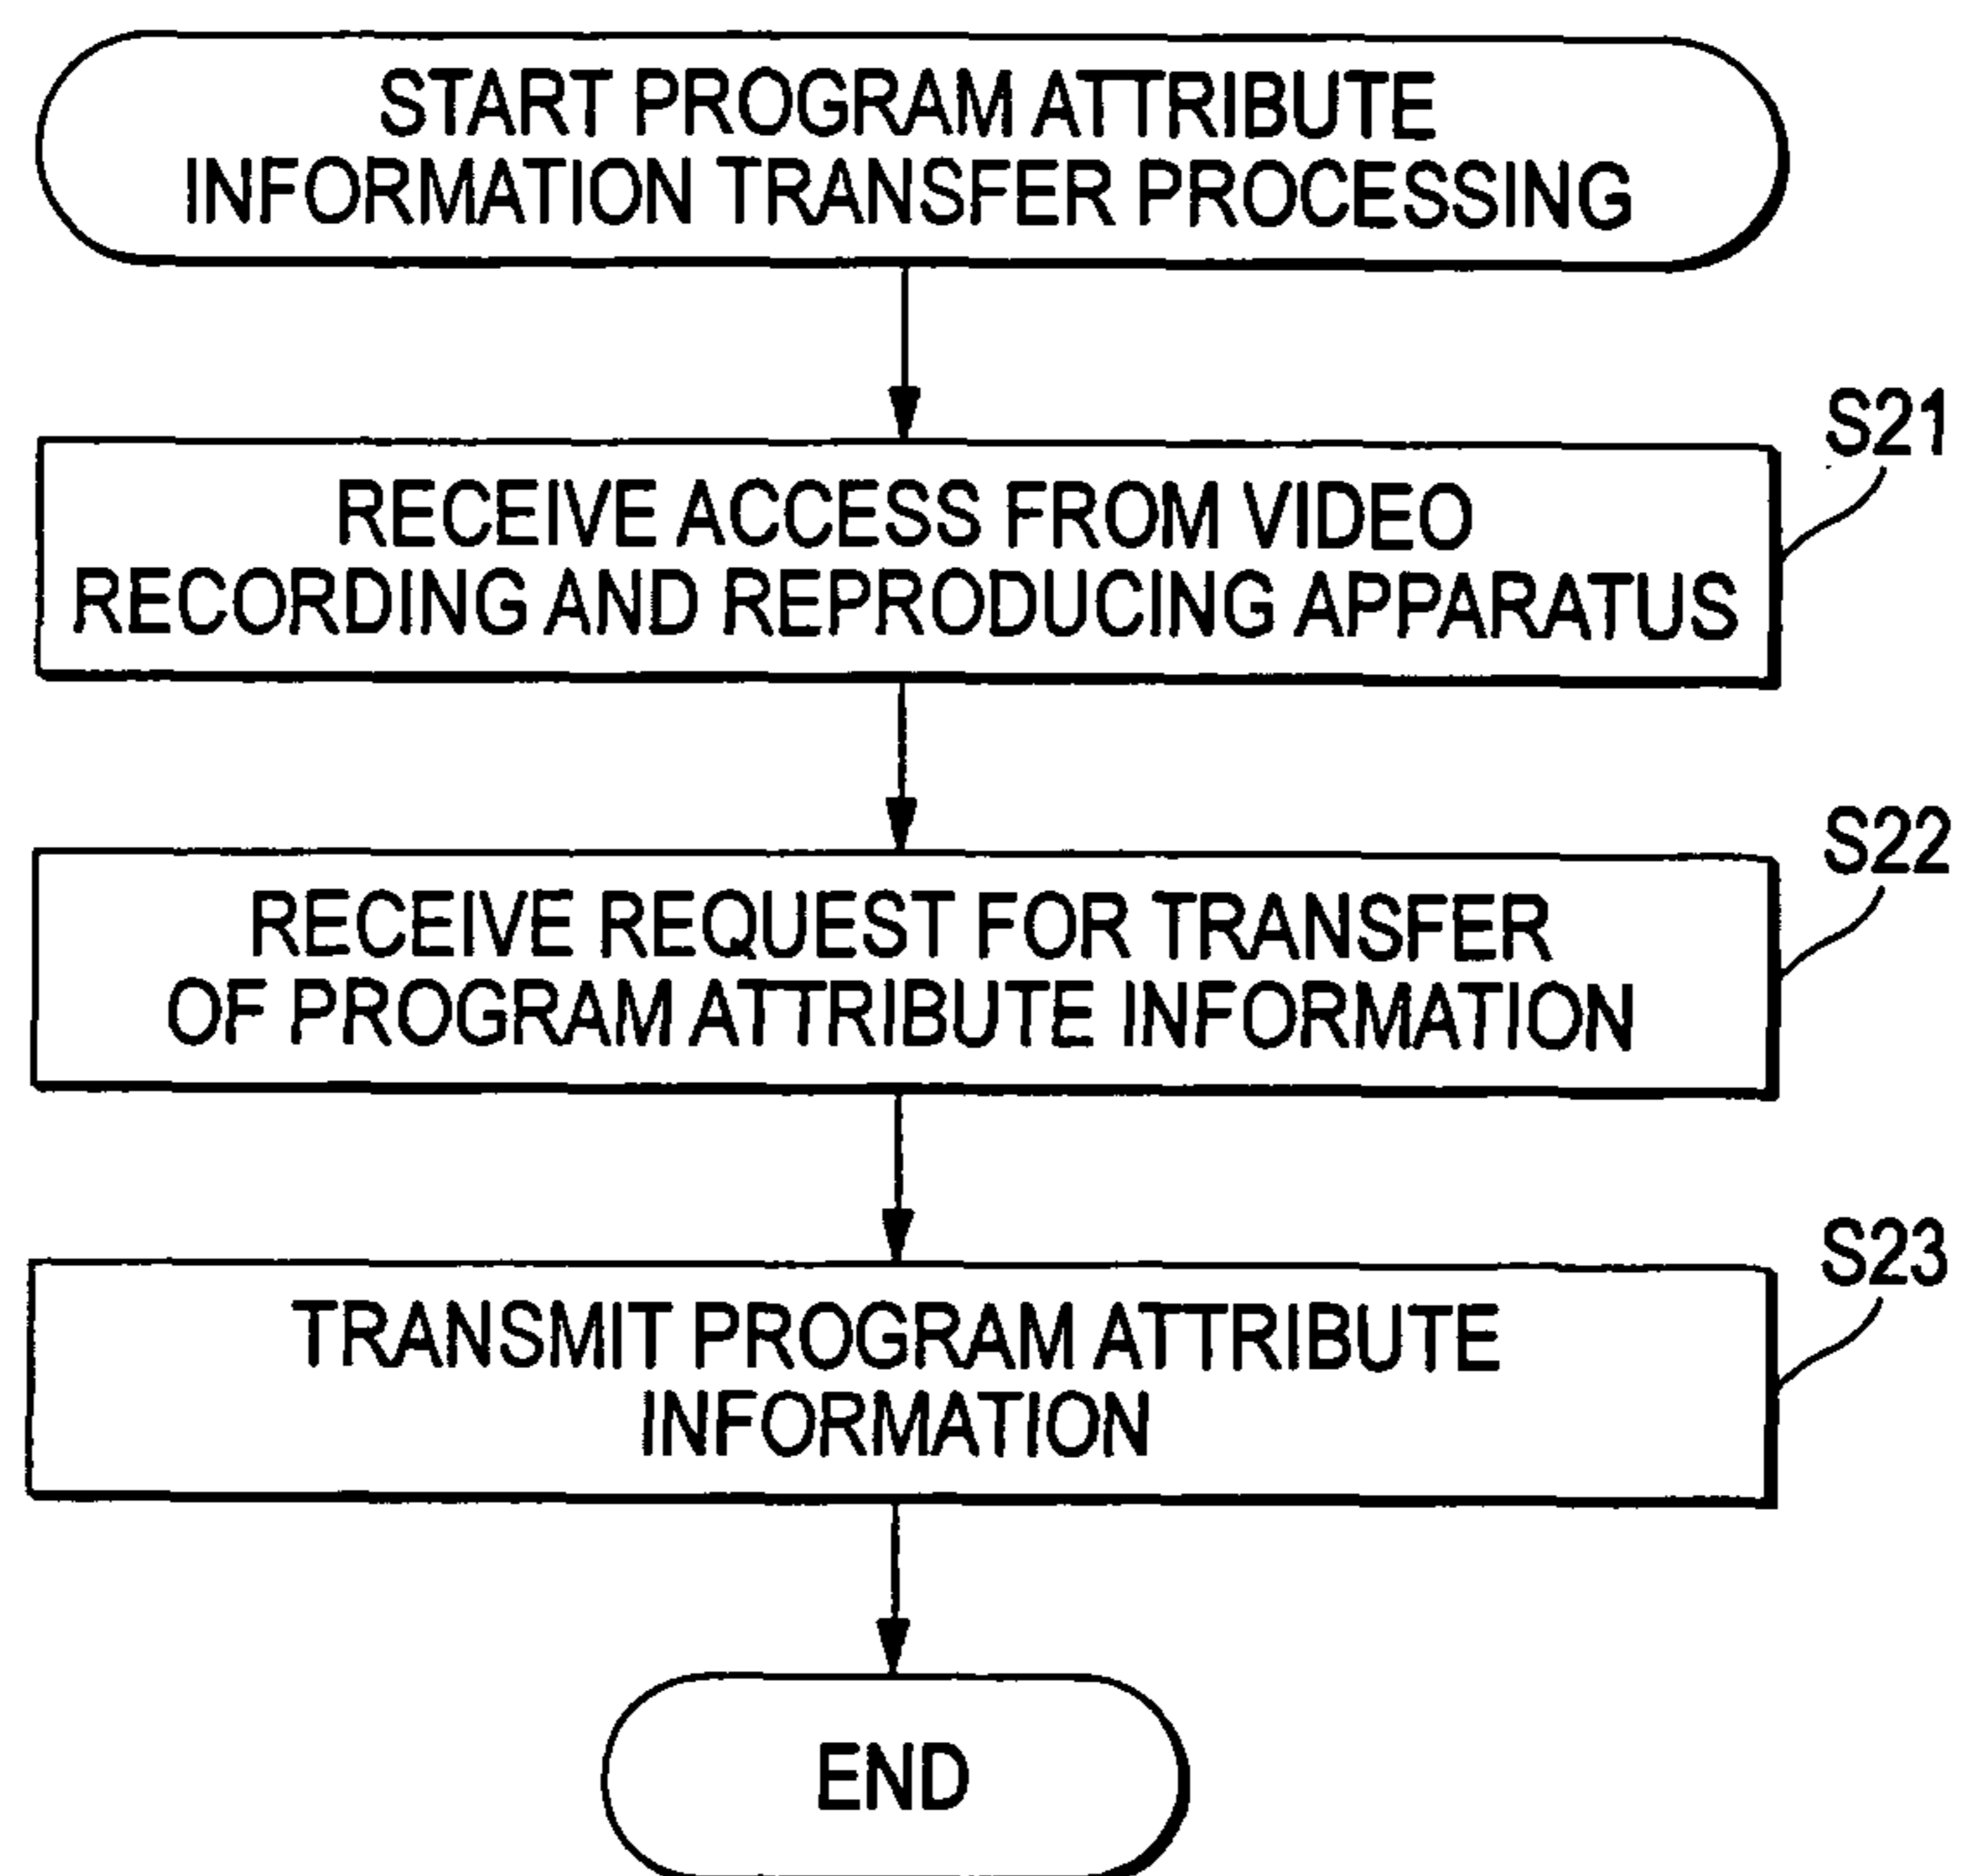 START PROGRAM ATTRIBUTE
INFORMATION TRANSFER PROCESSING
S21
RECEIVE ACCESS FROM VIDEO
RECORDING AND REPRODUCING APPARATUS
S22
RECEIVE REQUEST FOR TRANSFER
OF PROGRAM ATTRIBUTE INFORMATION
S23
TRANSMIT PROGRAM ATTRIBUTE
INFORMATION
END